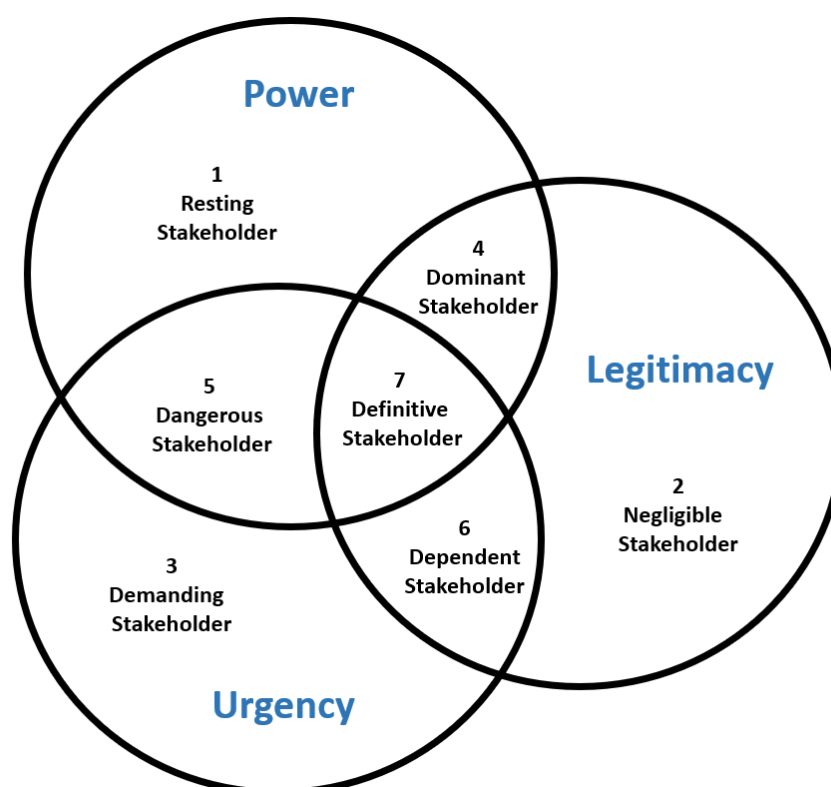 Power
1
Resting
Stakeholder
4
Dominant
Stakeholder
Legitimacy
5
Dangerous
Stakeholder
7
Definitive
Stakeholder
2
Negligible
Stakeholder
6
Dependent
Stakeholder
3
Demanding
Stakeholder
Urgency